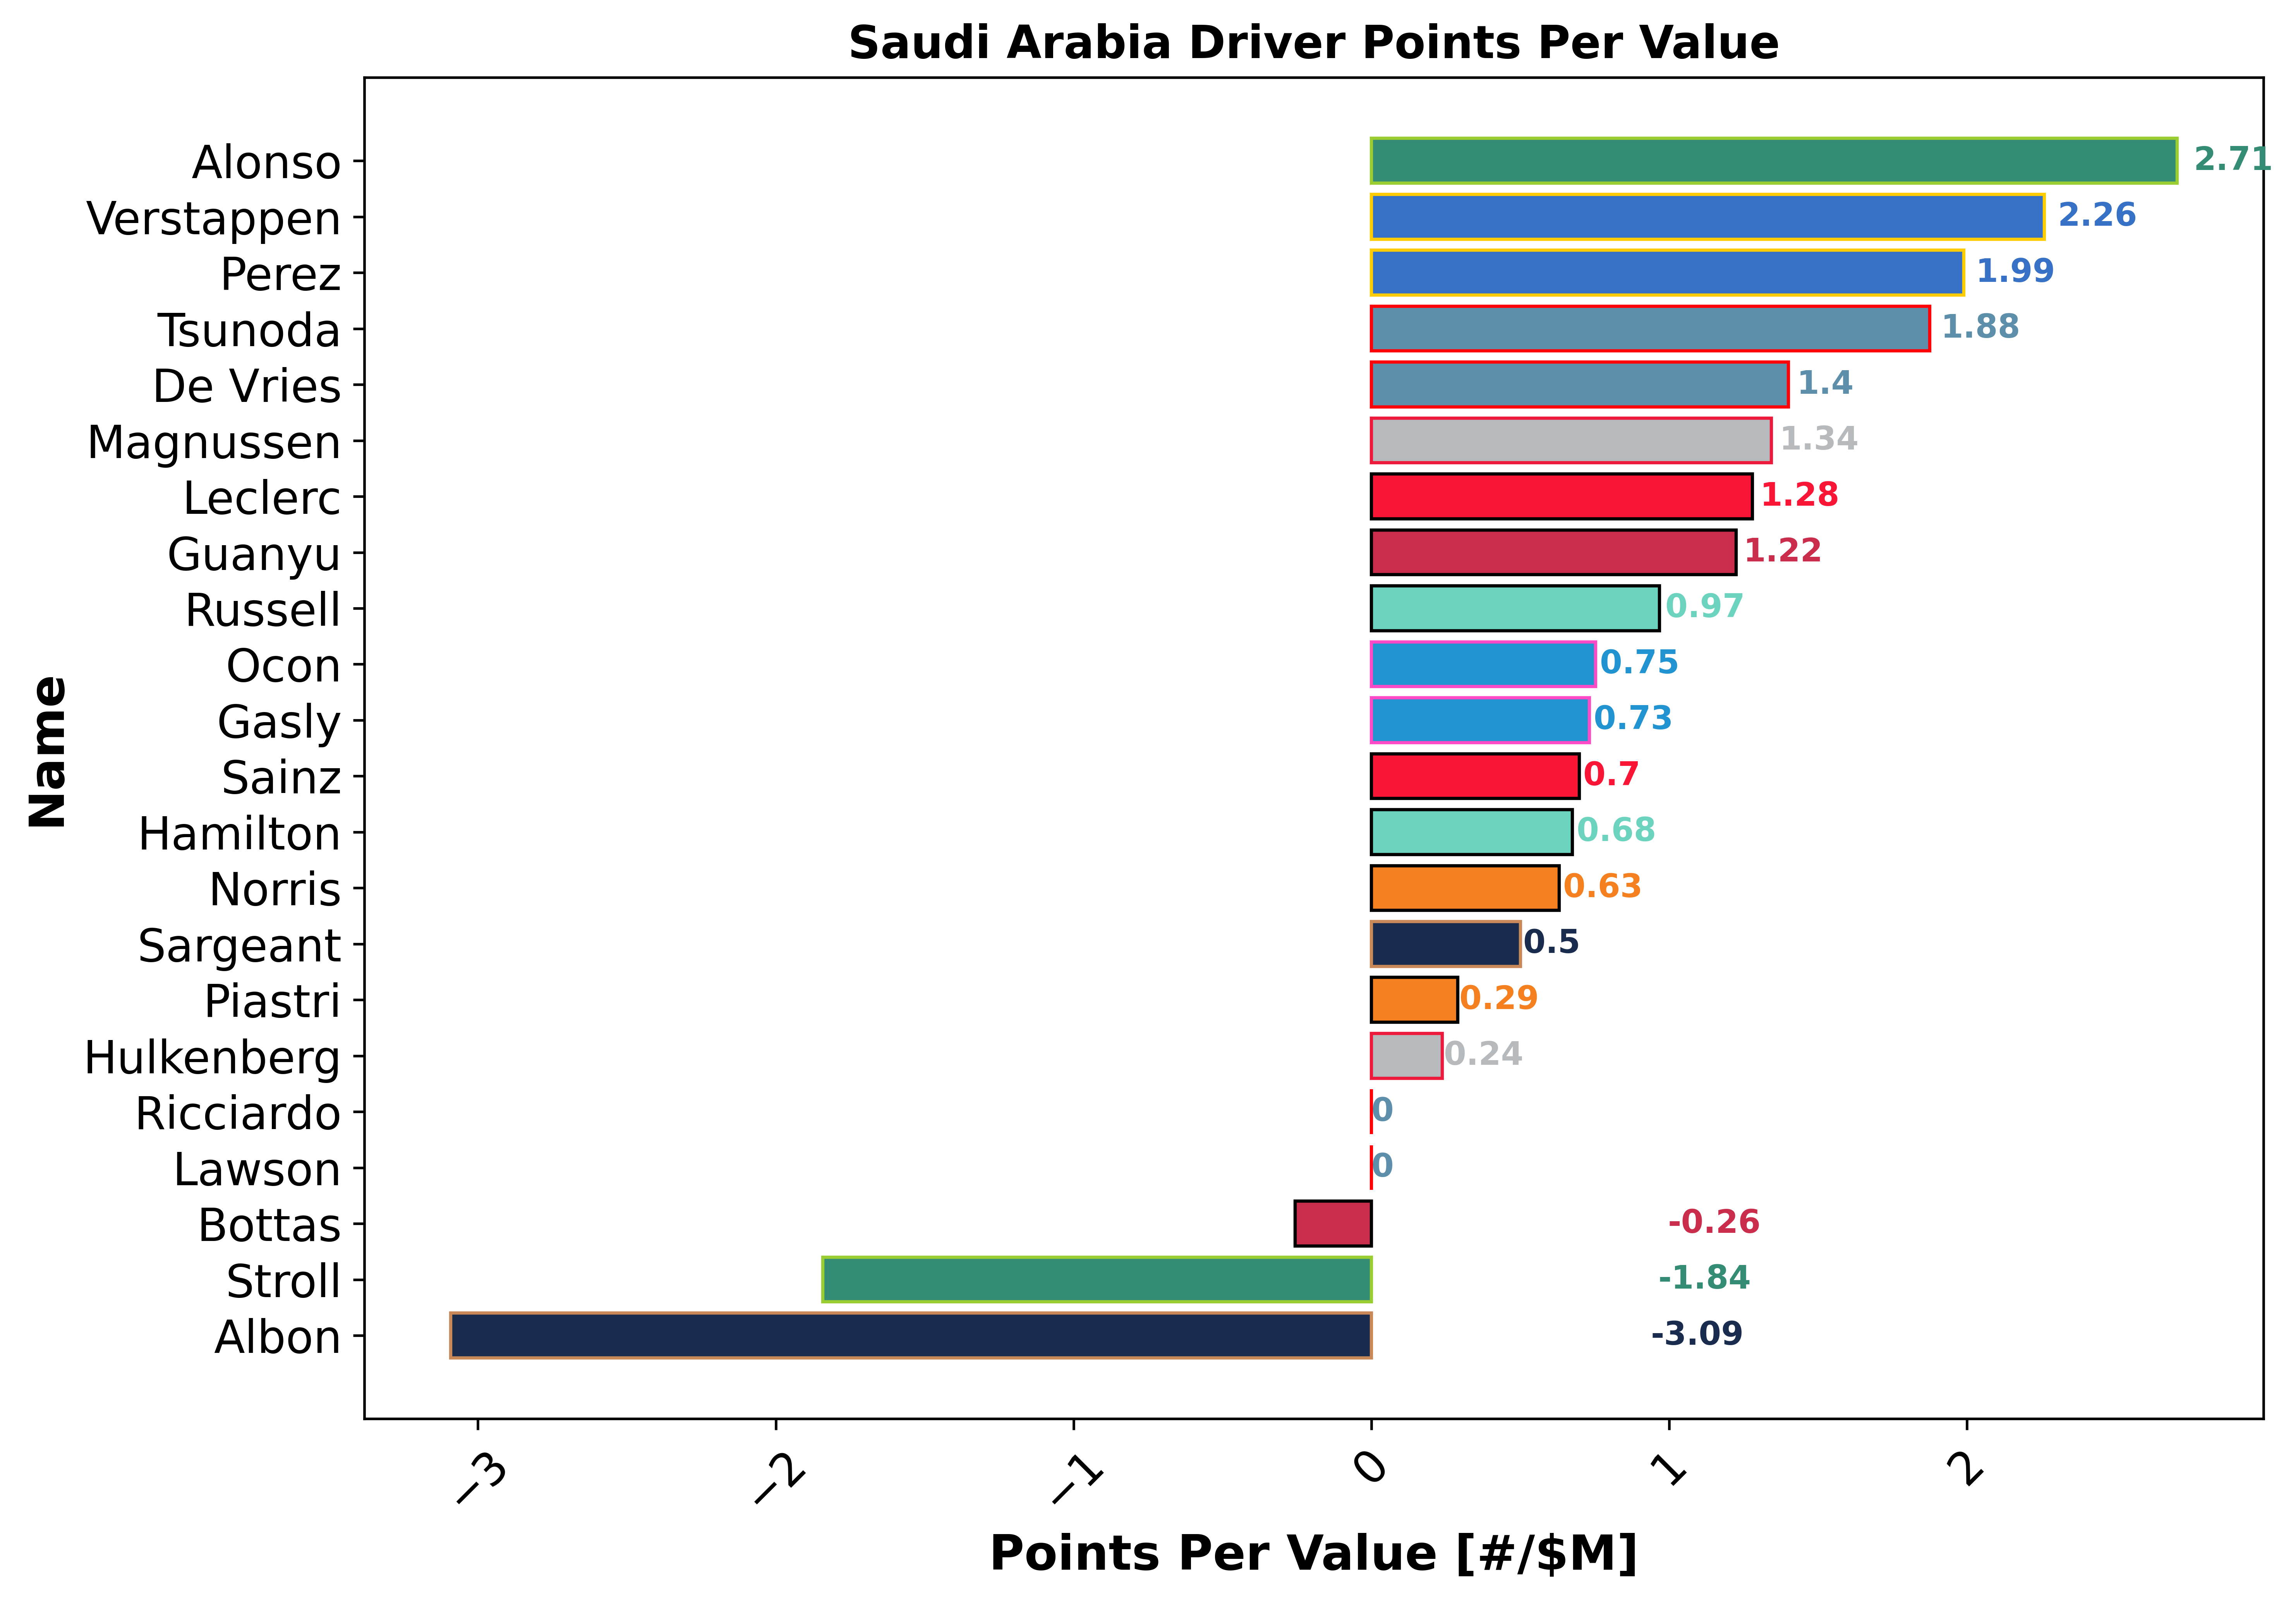 Saudi Arabia Driver Points Per Value
Name
Alonso 2.71
Verstappen 2.26
Perez 1.99
Tsunoda 1.88
De Vries 1.4
Magnussen 1.34
Leclerc 1.28
Guanyu 1.22
Russell 0.97
Ocon 0.75
Gasly 0.73
Sainz 0.7
Hamilton 0.68
Norris 0.63
Sargeant 0.5
Piastri 0.29
Hulkenberg 0.24
Ricciardo 0
Lawson 0
Bottas -0.26
Stroll -1.84
Albon -3.09
−3 −2 −1 0 1 2
Points Per Value [#/$M]